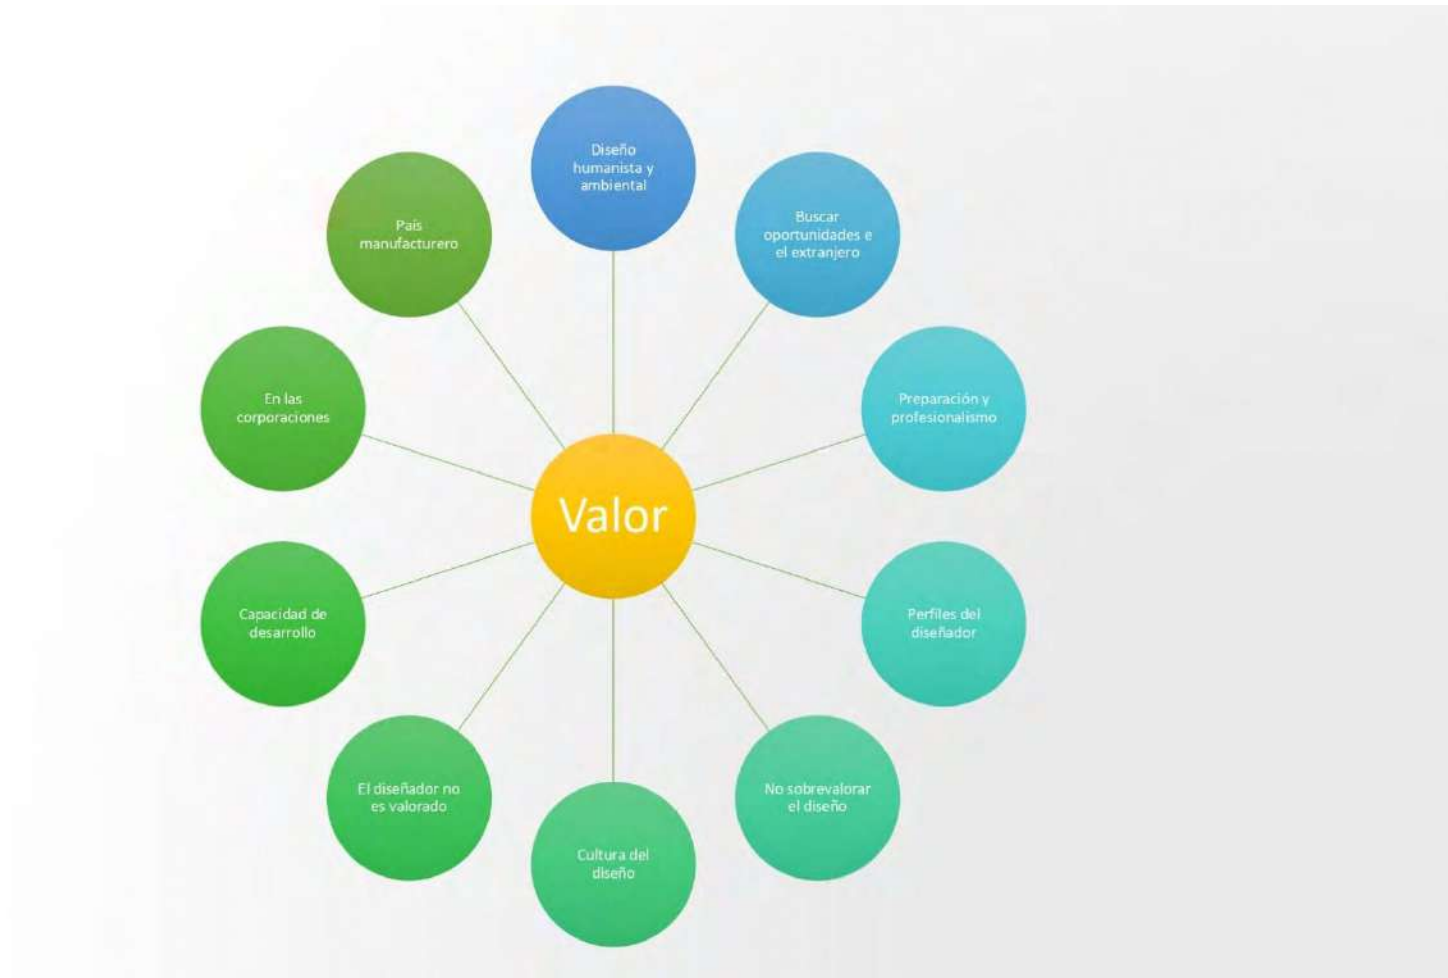 Diseño
humanista y
ambiental
Buscar
oportunidades e
el extranjero
Preparación y
profesionalismo
Perfiles del
diseñador
No sobrevalorar
el diseño
Cultura del
diseño
El diseñador no
es valorado
Capacidad de
desarrollo
En las
corporaciones
País
manufacturero
Valor